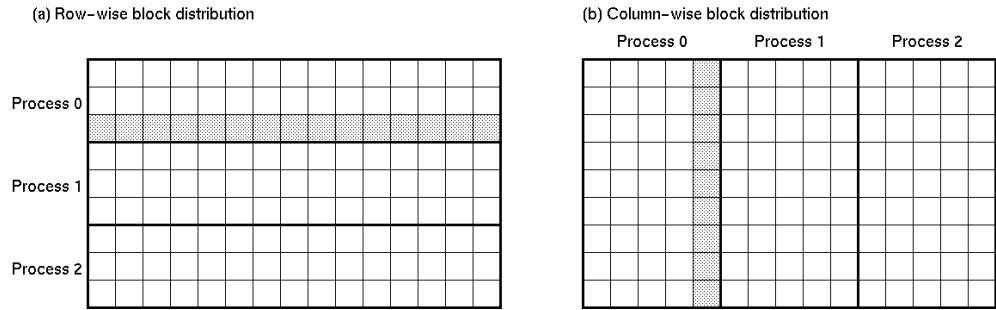 (a) Row-wise block distribution
Process 0
Process 1
Process 2
(b) Column-wise block distribution
Process 0 Process 1 Process 2